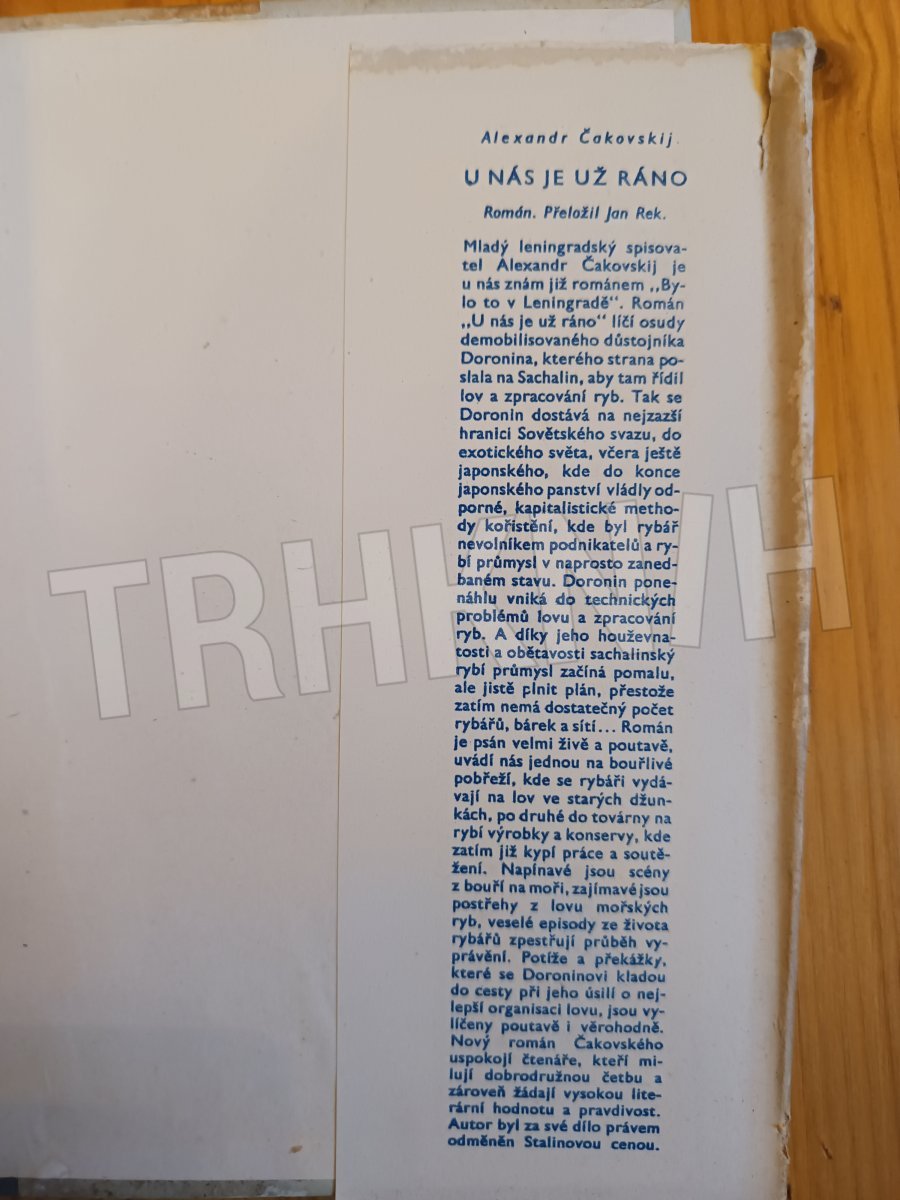 Alexandr Čakovskij
U NÁS JE UŽ RÁNO
Román. Přeložil Jan Rek.
Mladý leningradský spisova-
tel Alexandr Čakovskij je
u nás znám již románem „By-
lo to v Leningradě“. Román
„U nás je už ráno“ líčí osudy
demobilisovaného důstojníka
Doronina, kterého strana po-
slala na Sachalin, aby tam řídil
lov a zpracování ryb. Tak se
Doronin dostává na nejzazší
hranici Sovětského svazu, do
exotického světa, včera ještě
japonského, kde do konce
japonského panství vládly od-
porné, kapitalistické metho-
dy kořistění, kde byl rybář
nevolníkem podnikatelů a ry-
bí průmysl v naprosto zaned-
baném stavu. Doronin pone-
náhlu vniká do technických
problémů lovu a zpracování
ryb. A díky jeho houževna-
tosti a obětavosti sachalinský
rybí průmysl začíná pomalu,
ale jistě plnit plán, přestože
zatím nemá dostatečný počet
rybářů, bárek a sítí... Román
je psán velmi živě a poutavě,
uvádí nás jednou na bouřlivé
pobřeží, kde se rybáři vydá-
vají na lov ve starých džun-
kách, po druhé do továrny na
rybí výrobky a konservy, kde
zatím již kypí práce a soutě-
žení. Napínavé jsou scény
z bouří na moři, zajímavé jsou
postřehy z lovu mořských
ryb, veselé episody ze života
rybářů zpestřují průběh vy-
právění. Potíže a překážky,
které se Doroninovi kladou
do cesty při jeho úsilí o nej-
lepší organisaci lovu, jsou vy-
líčeny poutavě i věrohodně.
Nový román Čakovského
uspokojí čtenáře, kteří mi-
lují dobrodružnou četbu a
zároveň žádají vysokou lite-
rární hodnotu a pravdivost.
Autor byl za své dílo právem
odměněn Stalinovou cenou.
TRHKNIH